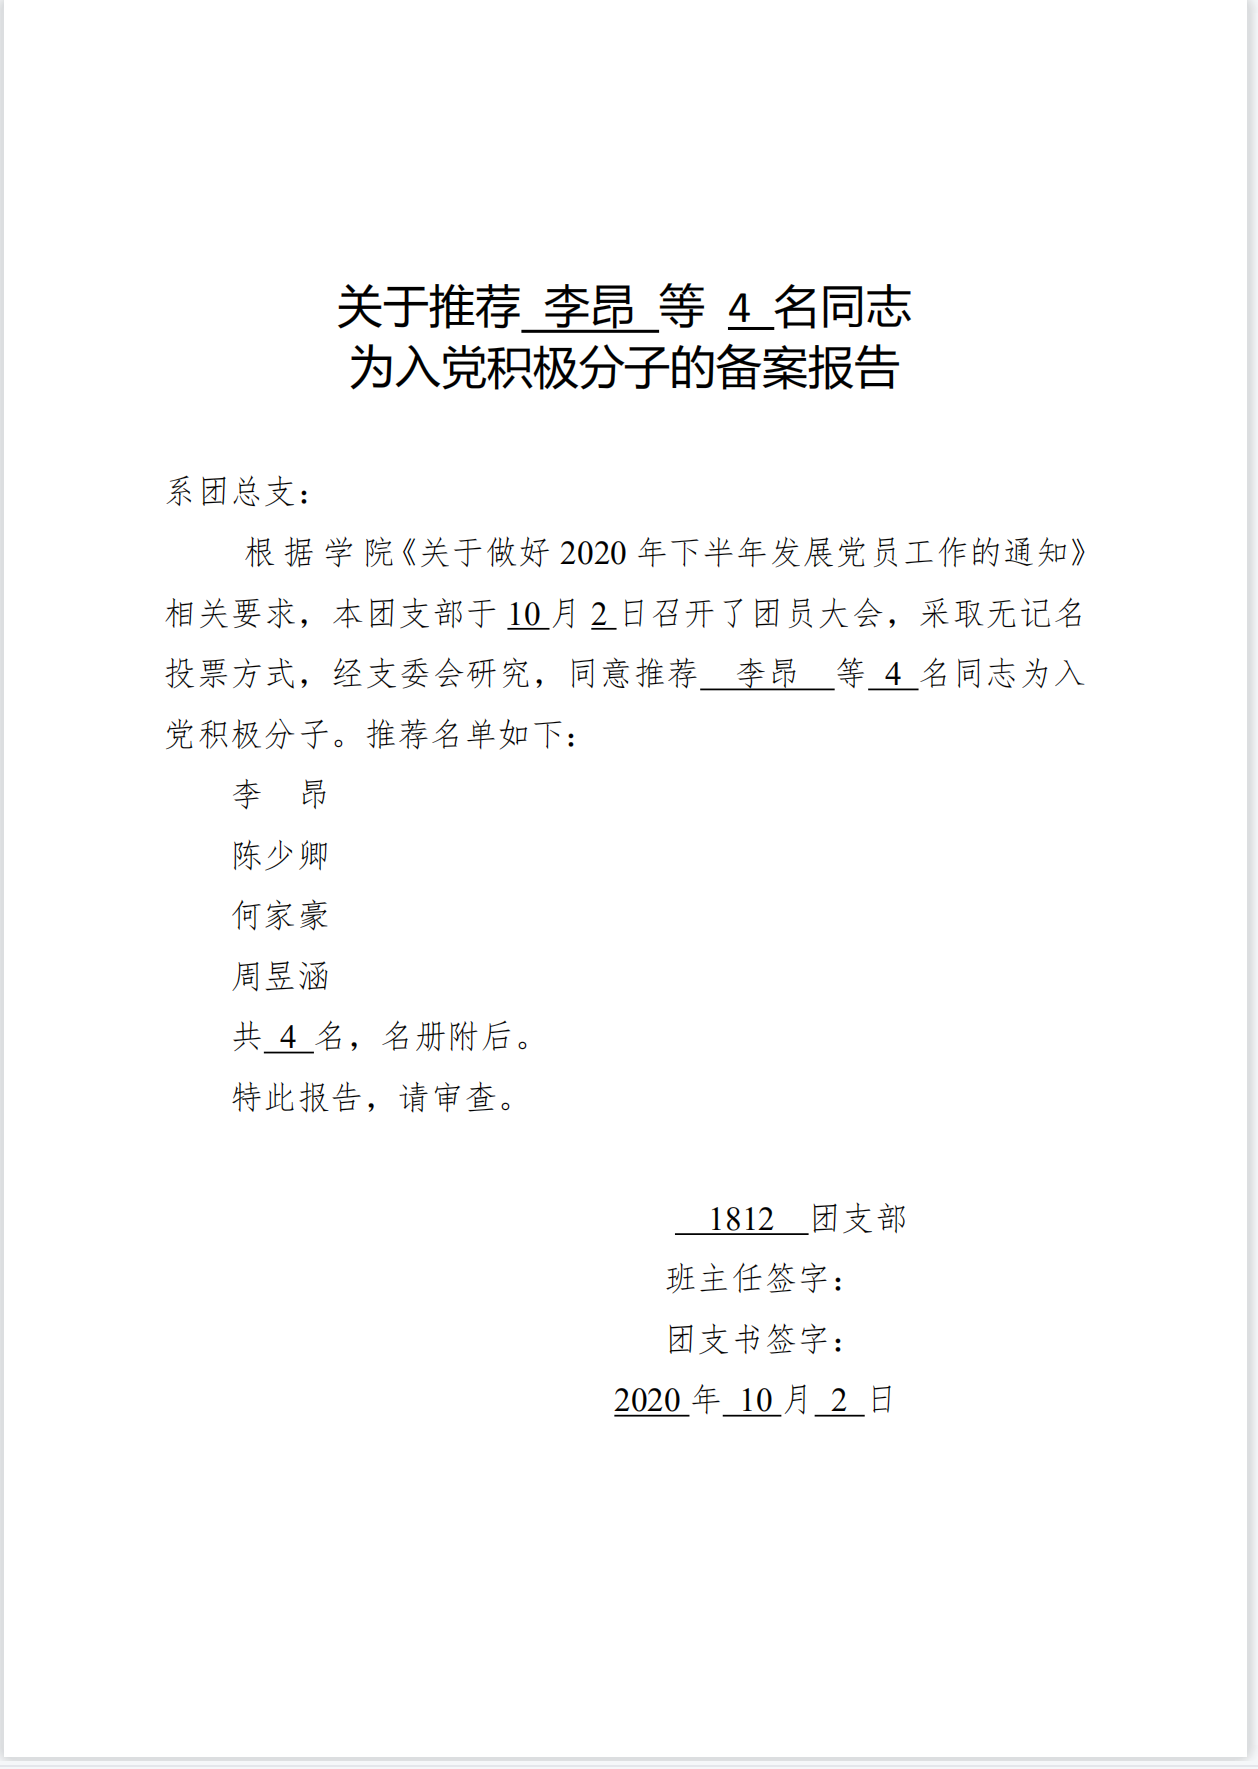 关于推荐 李昂 等 4 名同志
为入党积极分子的备案报告
系团总支：
根据学院《关于做好 2020 年下半年发展党员工作的通知》
相关要求，本团支部于 10 月 2 日召开了团员大会，采取无记名
投票方式，经支委会研究，同意推荐 李昂 等 4 名同志为入
党积极分子。推荐名单如下：
李 昂
陈少卿
何家豪
周昱涵
共 4 名，名册附后。
特此报告，请审查。
1812 团支部
班主任签字：
团支书签字：
2020 年 10 月 2 日